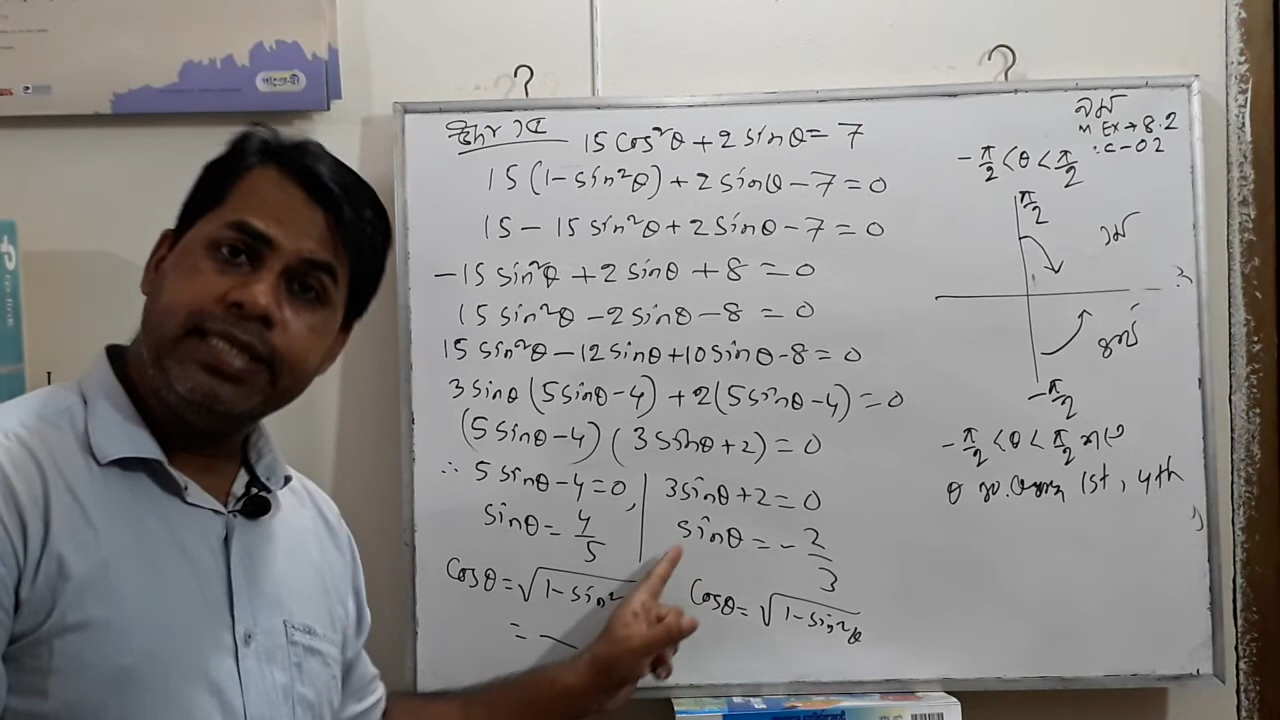 15 cos²θ + 2 sinθ = 7
15 (1 - sin²θ) + 2 sinθ - 7 = 0
15 - 15 sin²θ + 2 sinθ - 7 = 0
-15 sin²θ + 2 sinθ + 8 = 0
15 sin²θ - 2 sinθ - 8 = 0
15 sin²θ - 12 sinθ + 10 sinθ - 8 = 0
3 sinθ (5 sinθ - 4) + 2 (5 sinθ - 4) = 0
(5 sinθ - 4) (3 sinθ + 2) = 0
∴ 5 sinθ - 4 = 0,
sinθ = 4/5
cosθ = √1 - sin²
=
3 sinθ + 2 = 0
sinθ = - 2/3
cosθ = √1 - sin²θ
Ex → 8.2
-π/2 < θ < π/2
π/2
১ম
৪র্থ
-π/2
-π/2 < θ < π/2
θ 1st, 4th
পাঞ্জেরী
tp-link